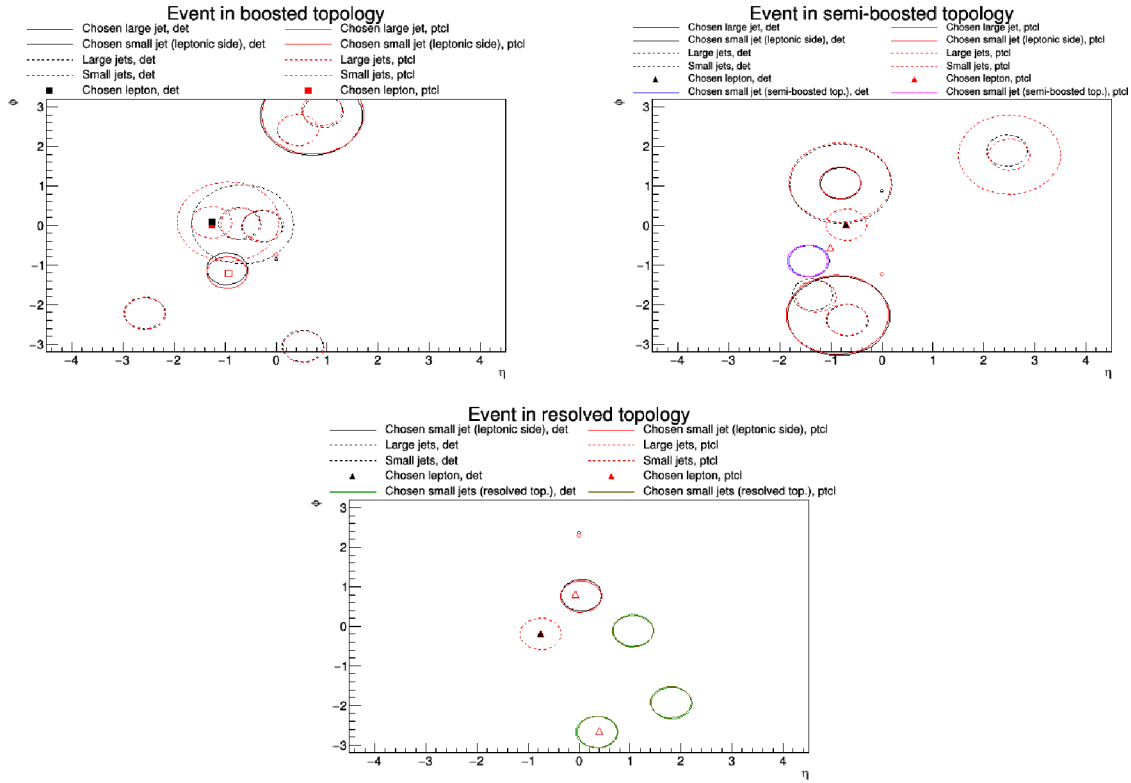 Event in boosted topology
Chosen large jet, det
Chosen large jet, ptcl
Chosen small jet (leptonic side), det
Chosen small jet (leptonic side), ptcl
Large jets, det
Large jets, ptcl
Small jets, det
Small jets, ptcl
Chosen lepton, det
Chosen lepton, ptcl
φ
3
2
1
0
−1
−2
−3
−4 −3 −2 −1 0 1 2 3 4
η
Event in semi-boosted topology
Chosen large jet, det
Chosen large jet, ptcl
Chosen small jet (leptonic side), det
Chosen small jet (leptonic side), ptcl
Large jets, det
Large jets, ptcl
Small jets, det
Small jets, ptcl
Chosen lepton, det
Chosen lepton, ptcl
Chosen small jet (semi-boosted top.), det
Chosen small jet (semi-boosted top.), ptcl
φ
3
2
1
0
−1
−2
−3
−4 −3 −2 −1 0 1 2 3 4
η
Event in resolved topology
Chosen small jet (leptonic side), det
Chosen small jet (leptonic side), ptcl
Large jets, det
Large jets, ptcl
Small jets, det
Small jets, ptcl
Chosen lepton, det
Chosen lepton, ptcl
Chosen small jets (resolved top.), det
Chosen small jets (resolved top.), ptcl
φ
3
2
1
0
−1
−2
−3
−4 −3 −2 −1 0 1 2 3 4
η